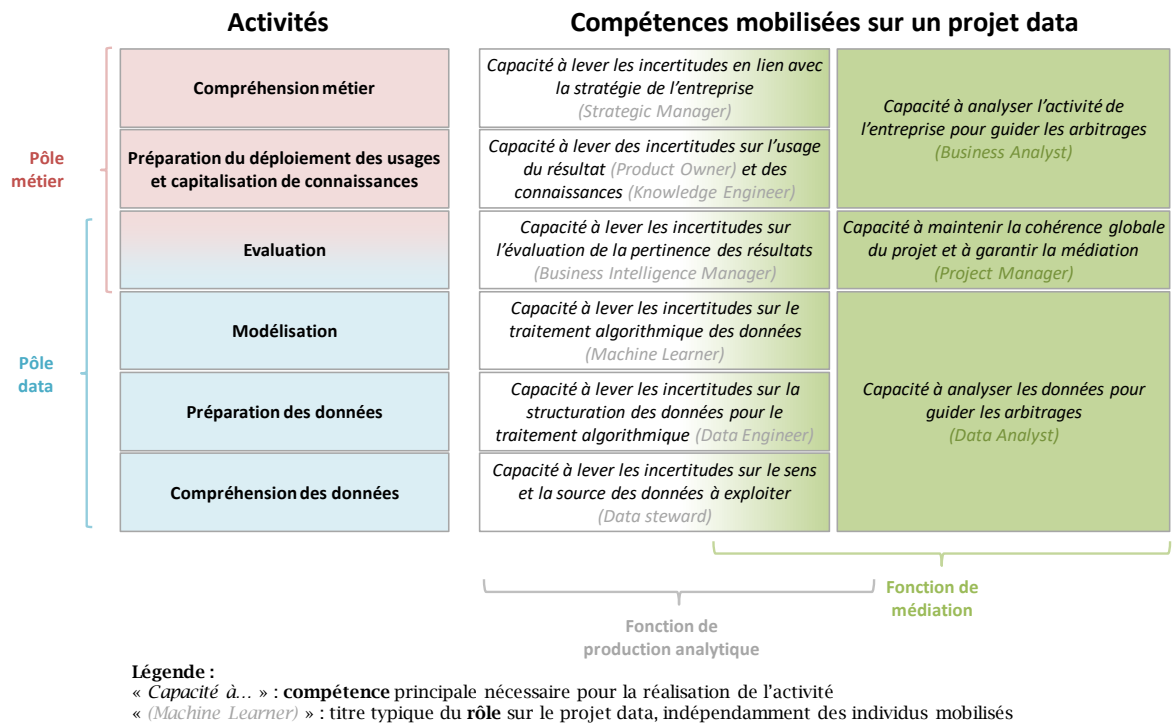 Activités
Compétences mobilisées sur un projet data
Pôle
métier
Pôle
data
Compréhension métier
Capacité à lever les incertitudes en lien avec
la stratégie de l'entreprise
(Strategic Manager)
Capacité à analyser l'activité de
l'entreprise pour guider les arbitrages
(Business Analyst)
Préparation du déploiement des usages
et capitalisation de connaissances
Capacité à lever des incertitudes sur l'usage
du résultat (Product Owner) et des
connaissances (Knowledge Engineer)
Evaluation
Capacité à lever les incertitudes sur
l'évaluation de la pertinence des résultats
(Business Intelligence Manager)
Capacité à maintenir la cohérence globale
du projet et à garantir la médiation
(Project Manager)
Modélisation
Capacité à lever les incertitudes sur le
traitement algorithmique des données
(Machine Learner)
Préparation des données
Capacité à lever les incertitudes sur la
structuration des données pour le
traitement algorithmique (Data Engineer)
Capacité à analyser les données pour
guider les arbitrages
(Data Analyst)
Compréhension des données
Capacité à lever les incertitudes sur le sens
et la source des données à exploiter
(Data steward)
Fonction de
médiation
Fonction de
production analytique
Légende :
« Capacité à... » : compétence principale nécessaire pour la réalisation de l'activité
« (Machine Learner) » : titre typique du rôle sur le projet data, indépendamment des individus mobilisés